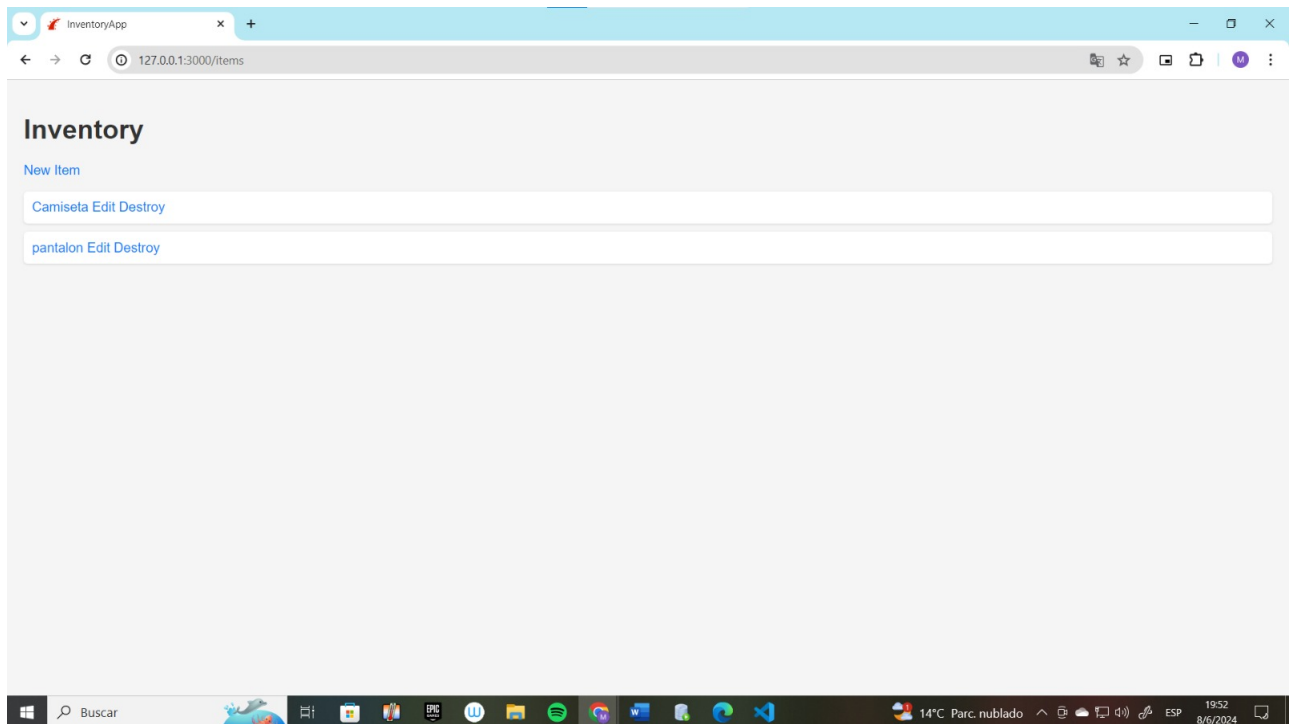 InventoryApp
127.0.0.1:3000/items
M
Inventory
New Item
Camiseta Edit Destroy
pantalon Edit Destroy
Buscar
EPIC
W
14°C Parc. nublado
ESP
19:52
8/6/2024